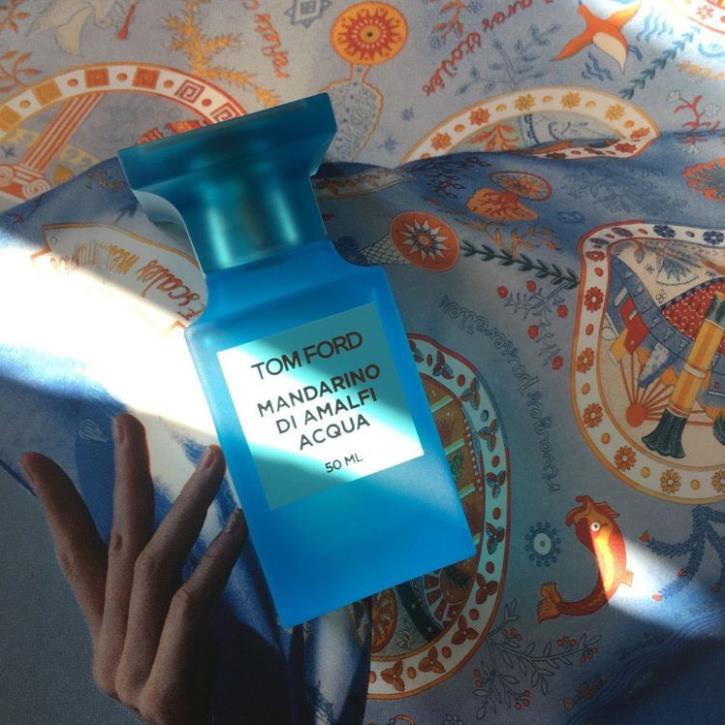 TOM FORD
MANDARINO
DI AMALFI
ACQUA
50 ML